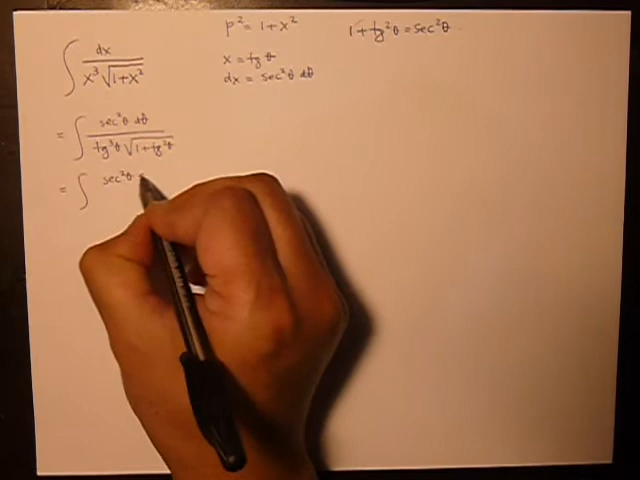 ∫ dx / (x³ √(1+x²))
p² = 1 + x²
x = tg θ
dx = sec²θ dθ
1 + tg²θ = sec²θ
= ∫ sec²θ dθ / (tg³θ √(1+tg²θ))
= ∫ sec²θ